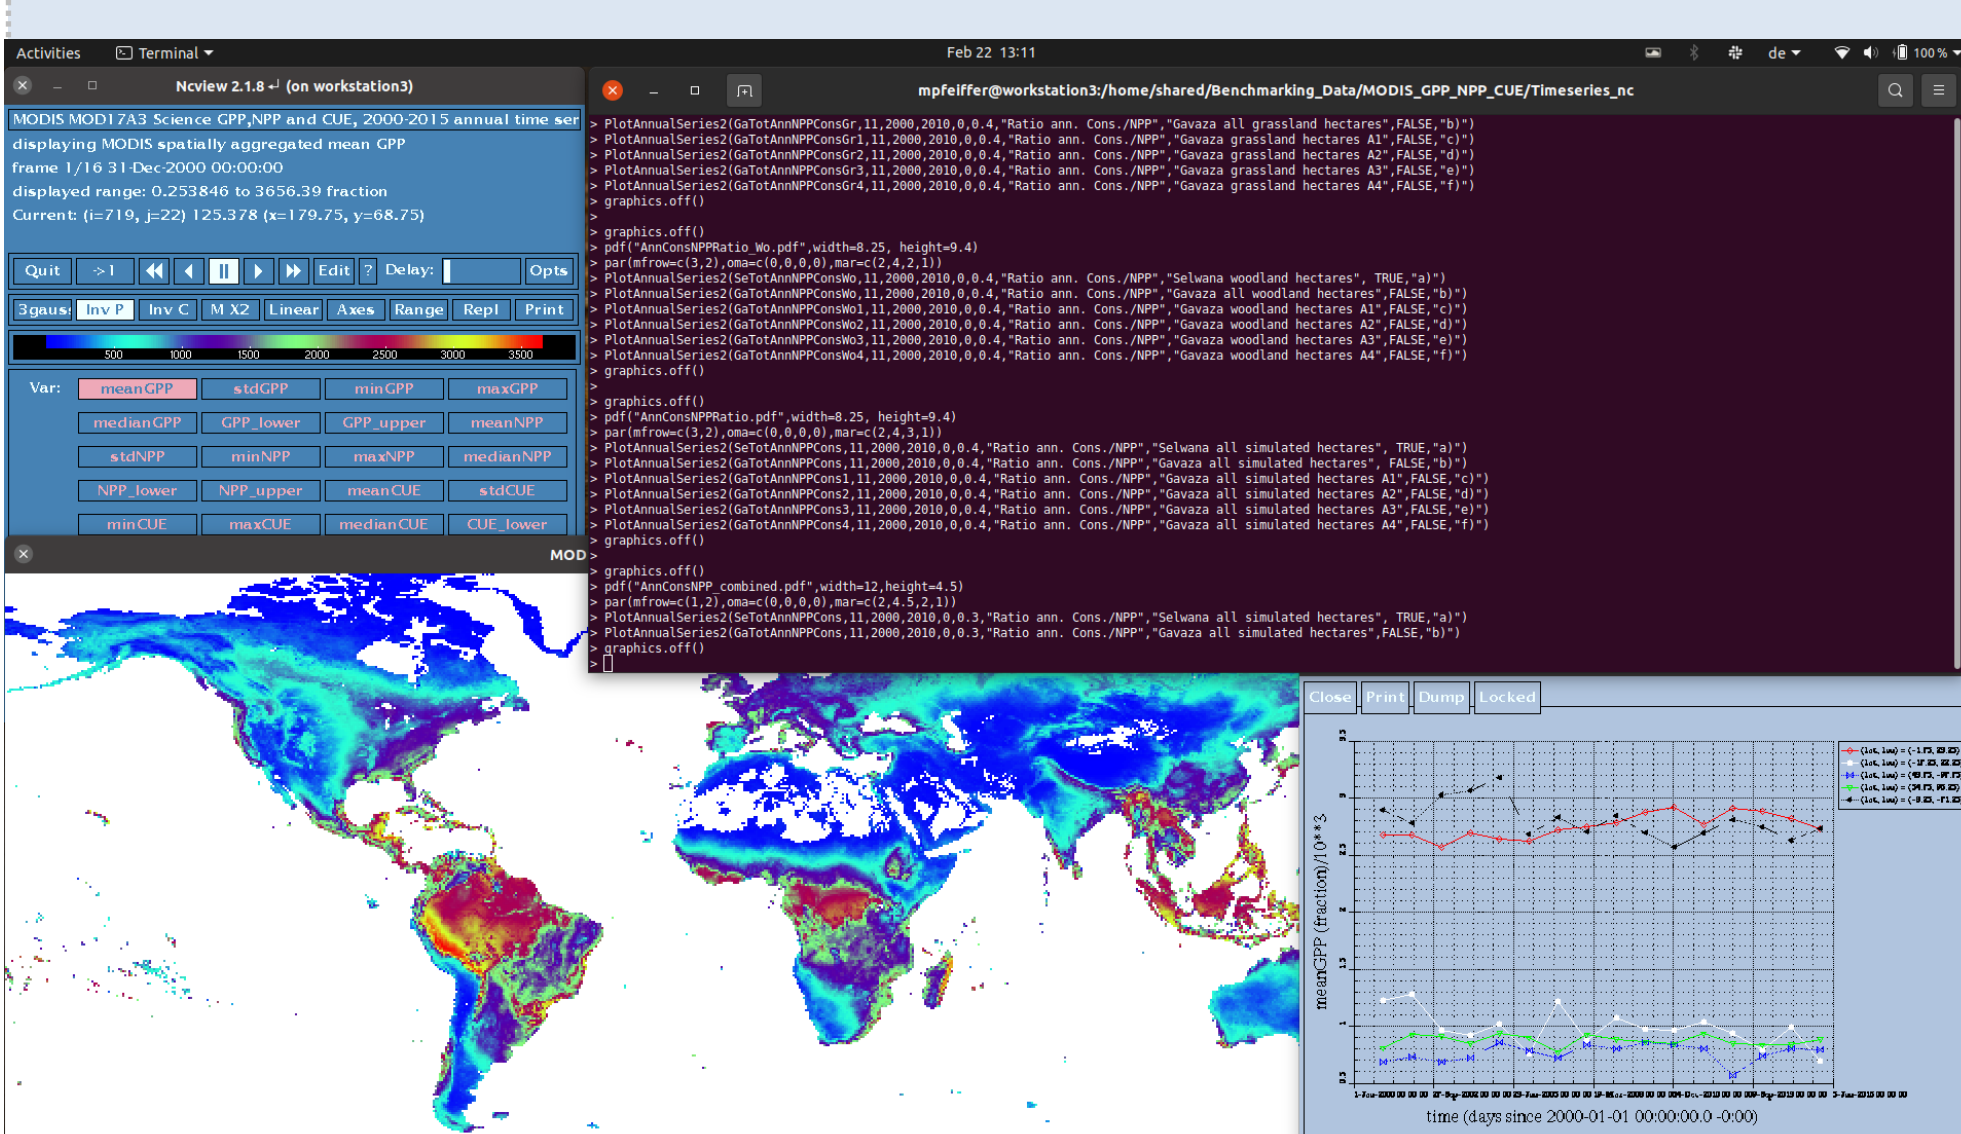 Activities Terminal Feb 22 13:11 de 100 %
Ncview 2.1.8 (on workstation3)
MODIS MOD17A3 Science GPP,NPP and CUE, 2000-2015 annual time ser
displaying MODIS spatially aggregated mean GPP
frame 1/16 31-Dec-2000 00:00:00
displayed range: 0.253846 to 3656.39 fraction
Current: (i=719, j=22) 125.378 (x=179.75, y=68.75)
Quit ->1 Edit ? Delay: Opts
3gaus: Inv P Inv C M X2 Linear Axes Range Repl Print
500 1000 1500 2000 2500 3000 3500
Var: meanGPP stdGPP minGPP maxGPP
medianGPP GPP_lower GPP_upper meanNPP
stdNPP minNPP maxNPP medianNPP
NPP_lower NPP_upper meanCUE stdCUE
minCUE maxCUE medianCUE CUE_lower
MOD
mpfeiffer@workstation3:/home/shared/Benchmarking_Data/MODIS_GPP_NPP_CUE/Timeseries_nc
> PlotAnnualSeries2(GaTotAnnNPPConsGr,11,2000,2010,0,0.4,"Ratio ann. Cons./NPP","Gavaza all grassland hectares",FALSE,"b)")
> PlotAnnualSeries2(GaTotAnnNPPConsGr1,11,2000,2010,0,0.4,"Ratio ann. Cons./NPP","Gavaza grassland hectares A1",FALSE,"c)")
> PlotAnnualSeries2(GaTotAnnNPPConsGr2,11,2000,2010,0,0.4,"Ratio ann. Cons./NPP","Gavaza grassland hectares A2",FALSE,"d)")
> PlotAnnualSeries2(GaTotAnnNPPConsGr3,11,2000,2010,0,0.4,"Ratio ann. Cons./NPP","Gavaza grassland hectares A3",FALSE,"e)")
> PlotAnnualSeries2(GaTotAnnNPPConsGr4,11,2000,2010,0,0.4,"Ratio ann. Cons./NPP","Gavaza grassland hectares A4",FALSE,"f)")
> graphics.off()
>
> graphics.off()
> pdf("AnnConsNPPRatio_Wo.pdf",width=8.25, height=9.4)
> par(mfrow=c(3,2),oma=c(0,0,0,0),mar=c(2,4,2,1))
> PlotAnnualSeries2(SeTotAnnNPPConsWo,11,2000,2010,0,0.4,"Ratio ann. Cons./NPP","Selwana woodland hectares", TRUE,"a)")
> PlotAnnualSeries2(GaTotAnnNPPConsWo,11,2000,2010,0,0.4,"Ratio ann. Cons./NPP","Gavaza all woodland hectares",FALSE,"b)")
> PlotAnnualSeries2(GaTotAnnNPPConsWo1,11,2000,2010,0,0.4,"Ratio ann. Cons./NPP","Gavaza woodland hectares A1",FALSE,"c)")
> PlotAnnualSeries2(GaTotAnnNPPConsWo2,11,2000,2010,0,0.4,"Ratio ann. Cons./NPP","Gavaza woodland hectares A2",FALSE,"d)")
> PlotAnnualSeries2(GaTotAnnNPPConsWo3,11,2000,2010,0,0.4,"Ratio ann. Cons./NPP","Gavaza woodland hectares A3",FALSE,"e)")
> PlotAnnualSeries2(GaTotAnnNPPConsWo4,11,2000,2010,0,0.4,"Ratio ann. Cons./NPP","Gavaza woodland hectares A4",FALSE,"f)")
> graphics.off()
>
> graphics.off()
> pdf("AnnConsNPPRatio.pdf",width=8.25, height=9.4)
> par(mfrow=c(3,2),oma=c(0,0,0,0),mar=c(2,4,3,1))
> PlotAnnualSeries2(SeTotAnnNPPCons,11,2000,2010,0,0.4,"Ratio ann. Cons./NPP","Selwana all simulated hectares", TRUE,"a)")
> PlotAnnualSeries2(GaTotAnnNPPCons,11,2000,2010,0,0.4,"Ratio ann. Cons./NPP","Gavaza all simulated hectares", FALSE,"b)")
> PlotAnnualSeries2(GaTotAnnNPPCons1,11,2000,2010,0,0.4,"Ratio ann. Cons./NPP","Gavaza all simulated hectares A1",FALSE,"c)")
> PlotAnnualSeries2(GaTotAnnNPPCons2,11,2000,2010,0,0.4,"Ratio ann. Cons./NPP","Gavaza all simulated hectares A2",FALSE,"d)")
> PlotAnnualSeries2(GaTotAnnNPPCons3,11,2000,2010,0,0.4,"Ratio ann. Cons./NPP","Gavaza all simulated hectares A3",FALSE,"e)")
> PlotAnnualSeries2(GaTotAnnNPPCons4,11,2000,2010,0,0.4,"Ratio ann. Cons./NPP","Gavaza all simulated hectares A4",FALSE,"f)")
> graphics.off()
>
> graphics.off()
> pdf("AnnConsNPP_combined.pdf",width=12,height=4.5)
> par(mfrow=c(1,2),oma=c(0,0,0,0),mar=c(2,4.5,2,1))
> PlotAnnualSeries2(SeTotAnnNPPCons,11,2000,2010,0,0.3,"Ratio ann. Cons./NPP","Selwana all simulated hectares", TRUE,"a)")
> PlotAnnualSeries2(GaTotAnnNPPCons,11,2000,2010,0,0.3,"Ratio ann. Cons./NPP","Gavaza all simulated hectares",FALSE,"b)")
> graphics.off()
>
Close Print Dump Locked
meanGPP (fraction)/10**3
3.5
3
2.5
2
1.5
1
0.5
time (days since 2000-01-01 00:00:00.0 -0:00)